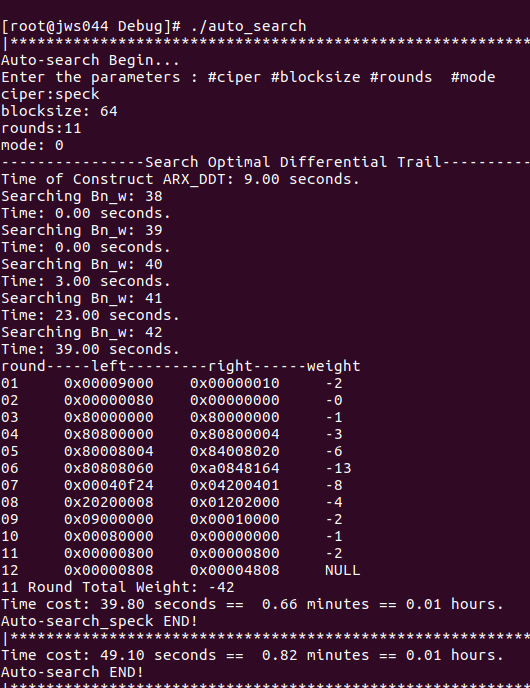 [root@jws044 Debug]# ./auto_search
|**********************************************************
Auto-search Begin...
Enter the parameters : #ciper #blocksize #rounds  #mode
ciper:speck
blocksize: 64
rounds:11
mode: 0
----------------Search Optimal Differential Trail----------
Time of Construct ARX_DDT: 9.00 seconds.
Searching Bn_w: 38
Time: 0.00 seconds.
Searching Bn_w: 39
Time: 0.00 seconds.
Searching Bn_w: 40
Time: 3.00 seconds.
Searching Bn_w: 41
Time: 23.00 seconds.
Searching Bn_w: 42
Time: 39.00 seconds.
round-----left---------right------weight
01     0x00009000    0x00000010     -2
02     0x00000080    0x00000000     -0
03     0x80000000    0x80000000     -1
04     0x80800000    0x80800004     -3
05     0x80008004    0x84008020     -6
06     0x80808060    0xa0848164     -13
07     0x00040f24    0x04200401     -8
08     0x20200008    0x01202000     -4
09     0x09000000    0x00010000     -2
10     0x00080000    0x00000000     -1
11     0x00000800    0x00000800     -2
12     0x00000808    0x00004808     NULL
11 Round Total Weight: -42
Time cost: 39.80 seconds ==  0.66 minutes == 0.01 hours.
Auto-search_speck END!
|**********************************************************
Time cost: 49.10 seconds ==  0.82 minutes == 0.01 hours.
Auto-search END!
|**********************************************************